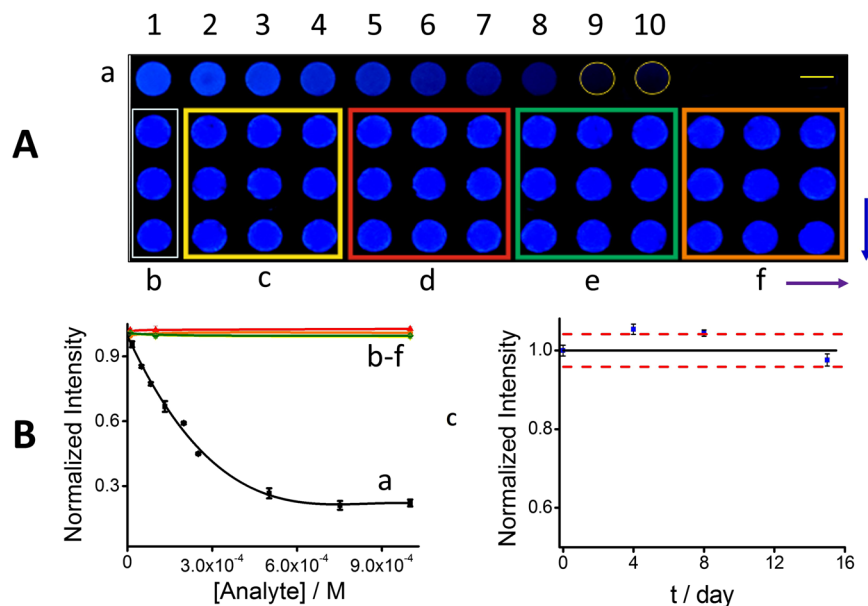 1 2 3 4 5 6 7 8 9 10
a
A
b c d e f
B
Normalized Intensity
0.9
0.6
0.3
0
3.0x10⁻⁴
6.0x10⁻⁴
9.0x10⁻⁴
[Analyte] / M
b-f
a
c
Normalized Intensity
1.0
0.8
0.6
0 4 8 12 16
t / day